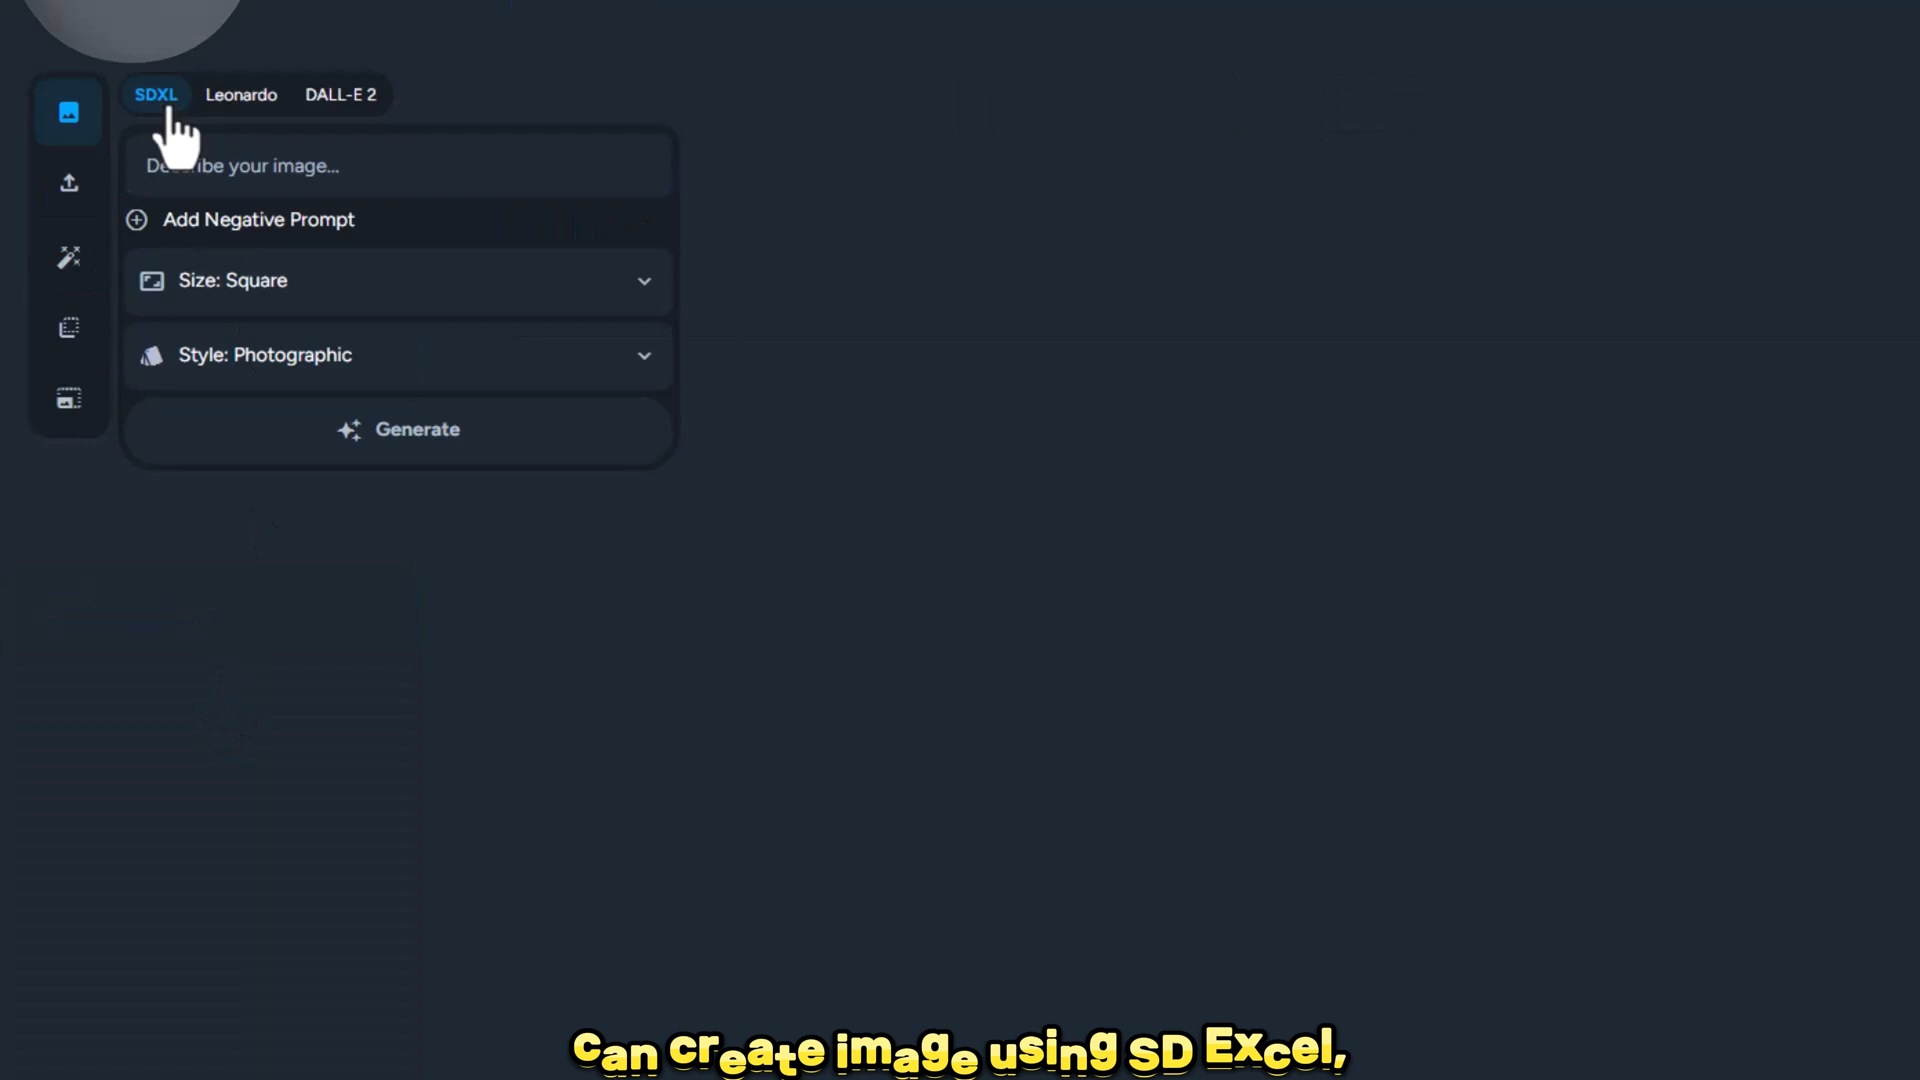 SDXL Leonardo DALL-E 2
Describe your image...
Add Negative Prompt
Size: Square
Style: Photographic
Generate
can create image using SD Excel,